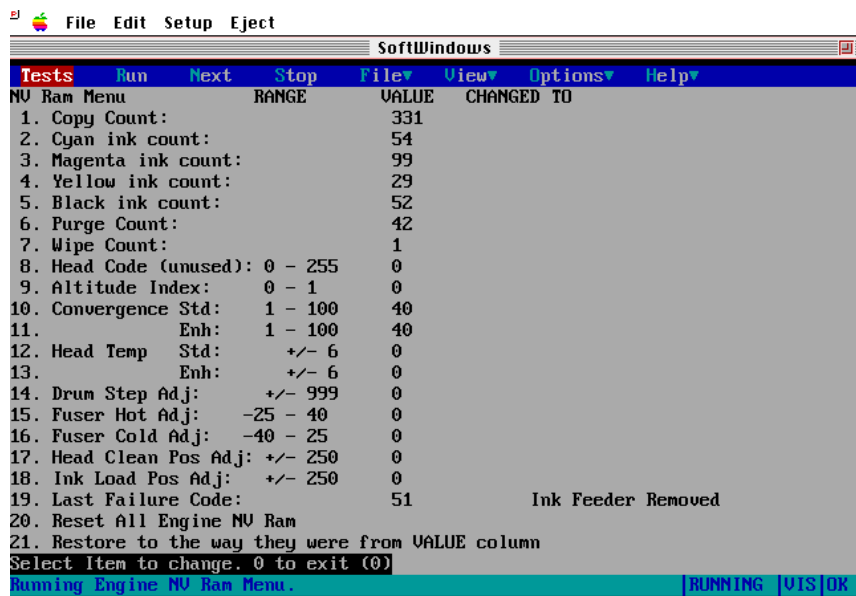 File Edit Setup Eject
SoftWindows
Tests Run Next Stop File▼ View▼ Options▼ Help▼
NV Ram Menu RANGE VALUE CHANGED TO
1. Copy Count: 331
2. Cyan ink count: 54
3. Magenta ink count: 99
4. Yellow ink count: 29
5. Black ink count: 52
6. Purge Count: 42
7. Wipe Count: 1
8. Head Code (unused): 0 - 255 0
9. Altitude Index: 0 - 1 0
10. Convergence Std: 1 - 100 40
11. Enh: 1 - 100 40
12. Head Temp Std: +/- 6 0
13. Enh: +/- 6 0
14. Drum Step Adj: +/- 999 0
15. Fuser Hot Adj: -25 - 40 0
16. Fuser Cold Adj: -40 - 25 0
17. Head Clean Pos Adj: +/- 250 0
18. Ink Load Pos Adj: +/- 250 0
19. Last Failure Code: 51 Ink Feeder Removed
20. Reset All Engine NV Ram
21. Restore to the way they were from VALUE column
Select Item to change. 0 to exit (0)
Running Engine NV Ram Menu. RUNNING VIS OK